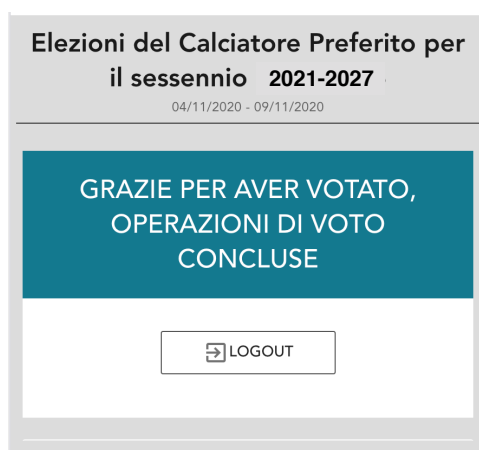 Elezioni del Calciatore Preferito per
il sessennio 2021-2027
04/11/2020 - 09/11/2020
GRAZIE PER AVER VOTATO,
OPERAZIONI DI VOTO
CONCLUSE
LOGOUT